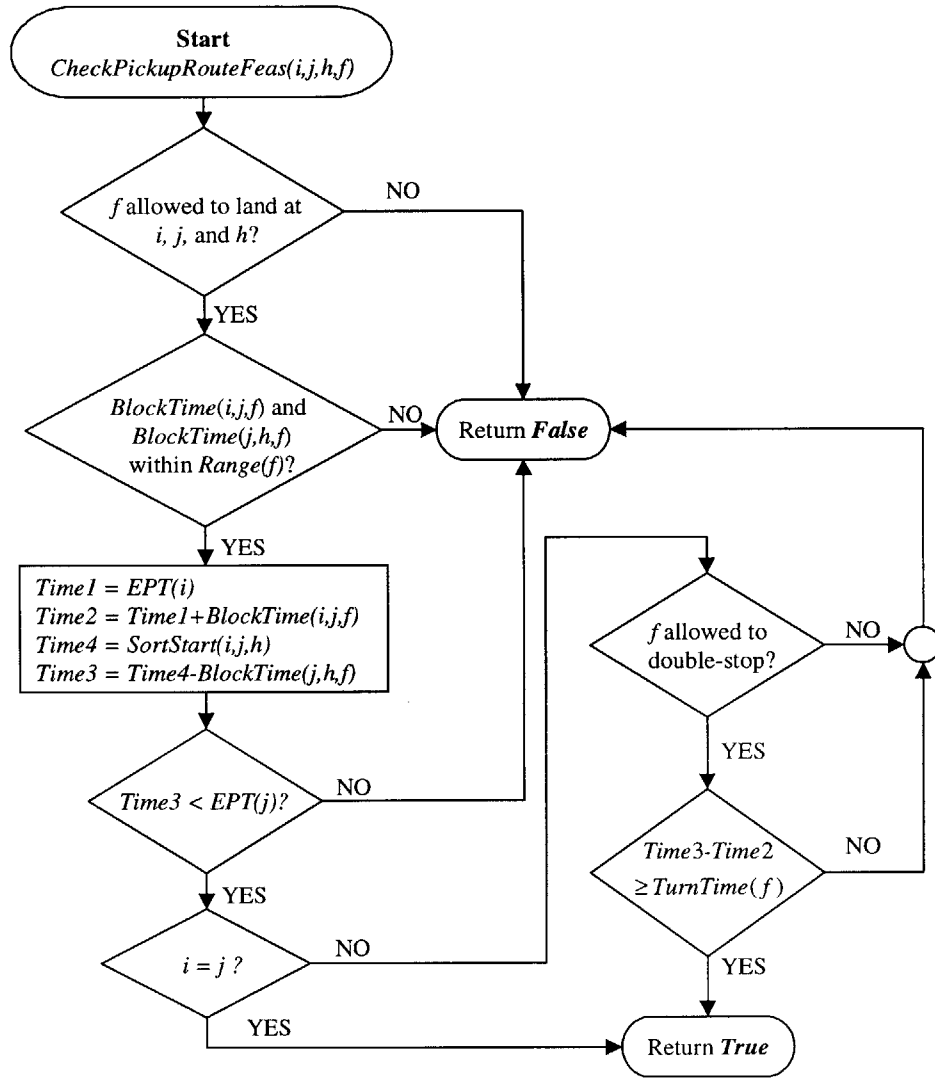 Start
CheckPickupRouteFeas(i,j,h,f)
f allowed to land at
i, j, and h?
NO
YES
BlockTime(i,j,f) and
BlockTime(j,h,f)
within Range(f)?
NO
Return False
YES
Time1 = EPT(i)
Time2 = Time1+BlockTime(i,j,f)
Time4 = SortStart(i,j,h)
Time3 = Time4-BlockTime(j,h,f)
f allowed to
double-stop?
NO
YES
Time3 < EPT(j)?
NO
YES
Time3-Time2
≥ TurnTime(f)
NO
YES
i = j ?
NO
YES
Return True